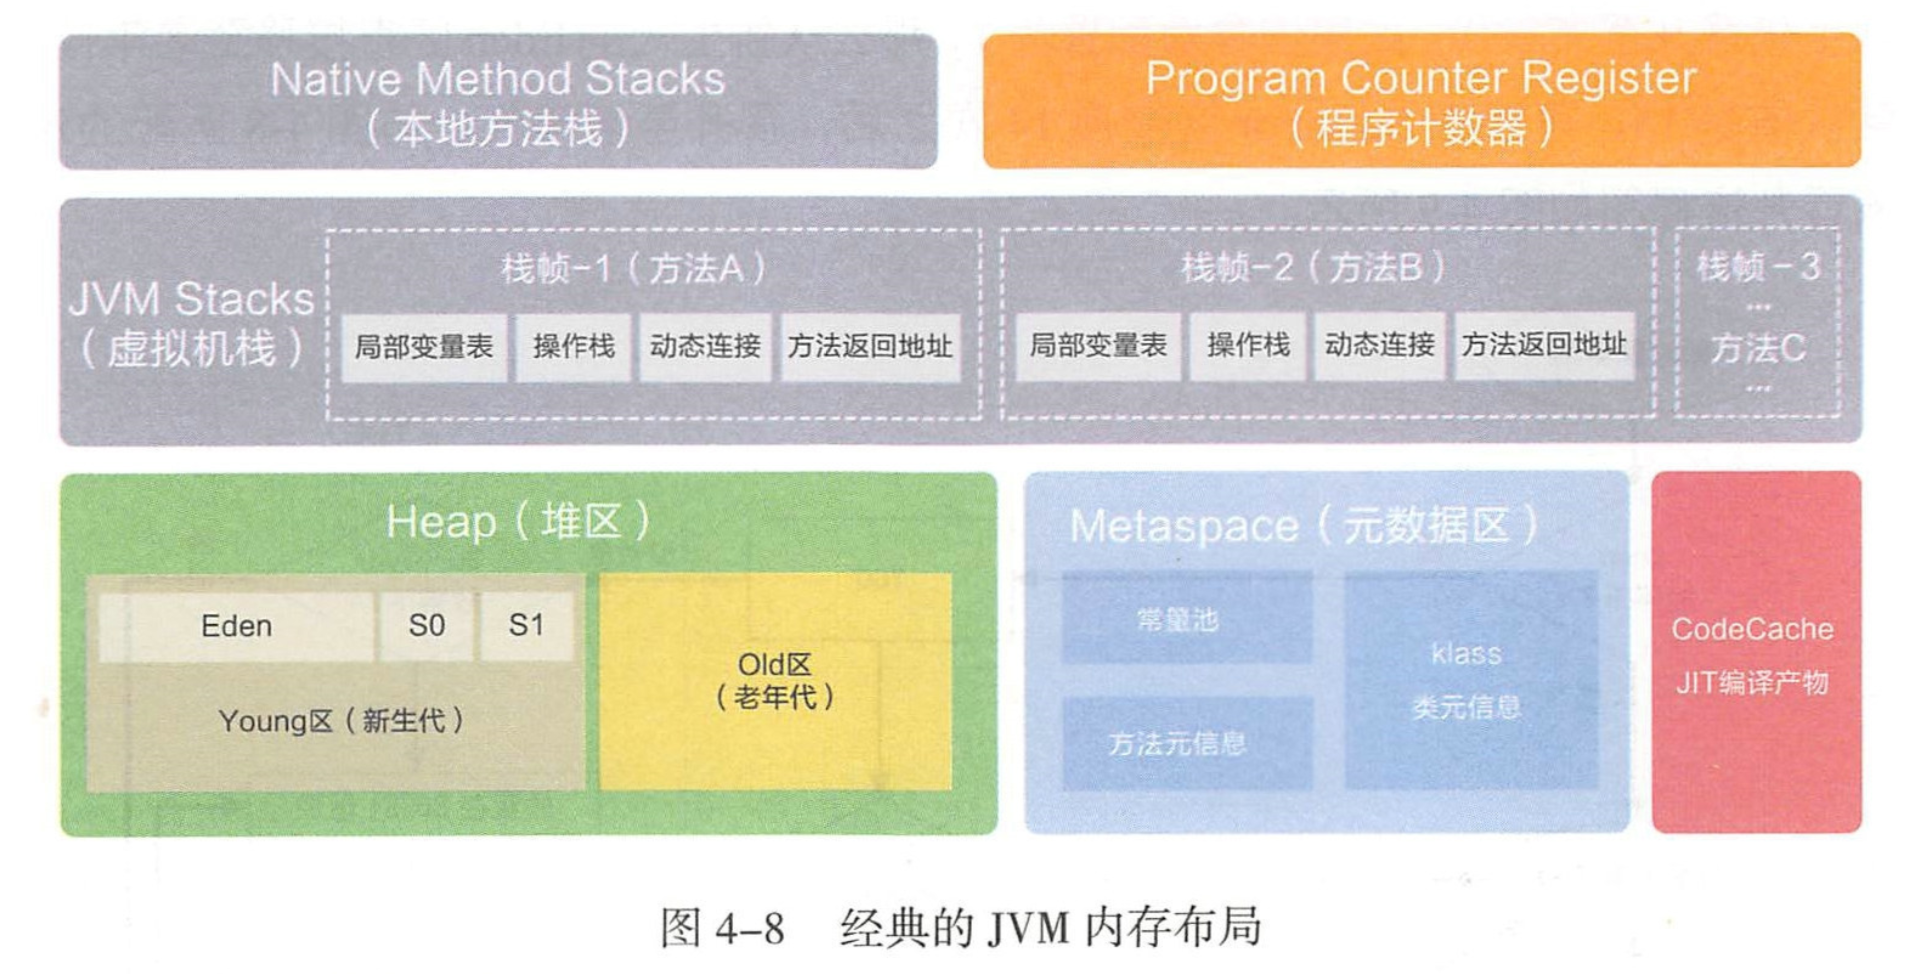 Native Method Stacks
（本地方法栈）
Program Counter Register
（程序计数器）
JVM Stacks
（虚拟机栈）
栈帧-1（方法A）
局部变量表
操作栈
动态连接
方法返回地址
栈帧-2（方法B）
局部变量表
操作栈
动态连接
方法返回地址
栈帧-3
...
方法C
...
Heap（堆区）
Eden
S0
S1
Young区（新生代）
Old区
（老年代）
Metaspace（元数据区）
常量池
方法元信息
klass
类元信息
CodeCache
JIT编译产物
图 4-8 经典的 JVM 内存布局